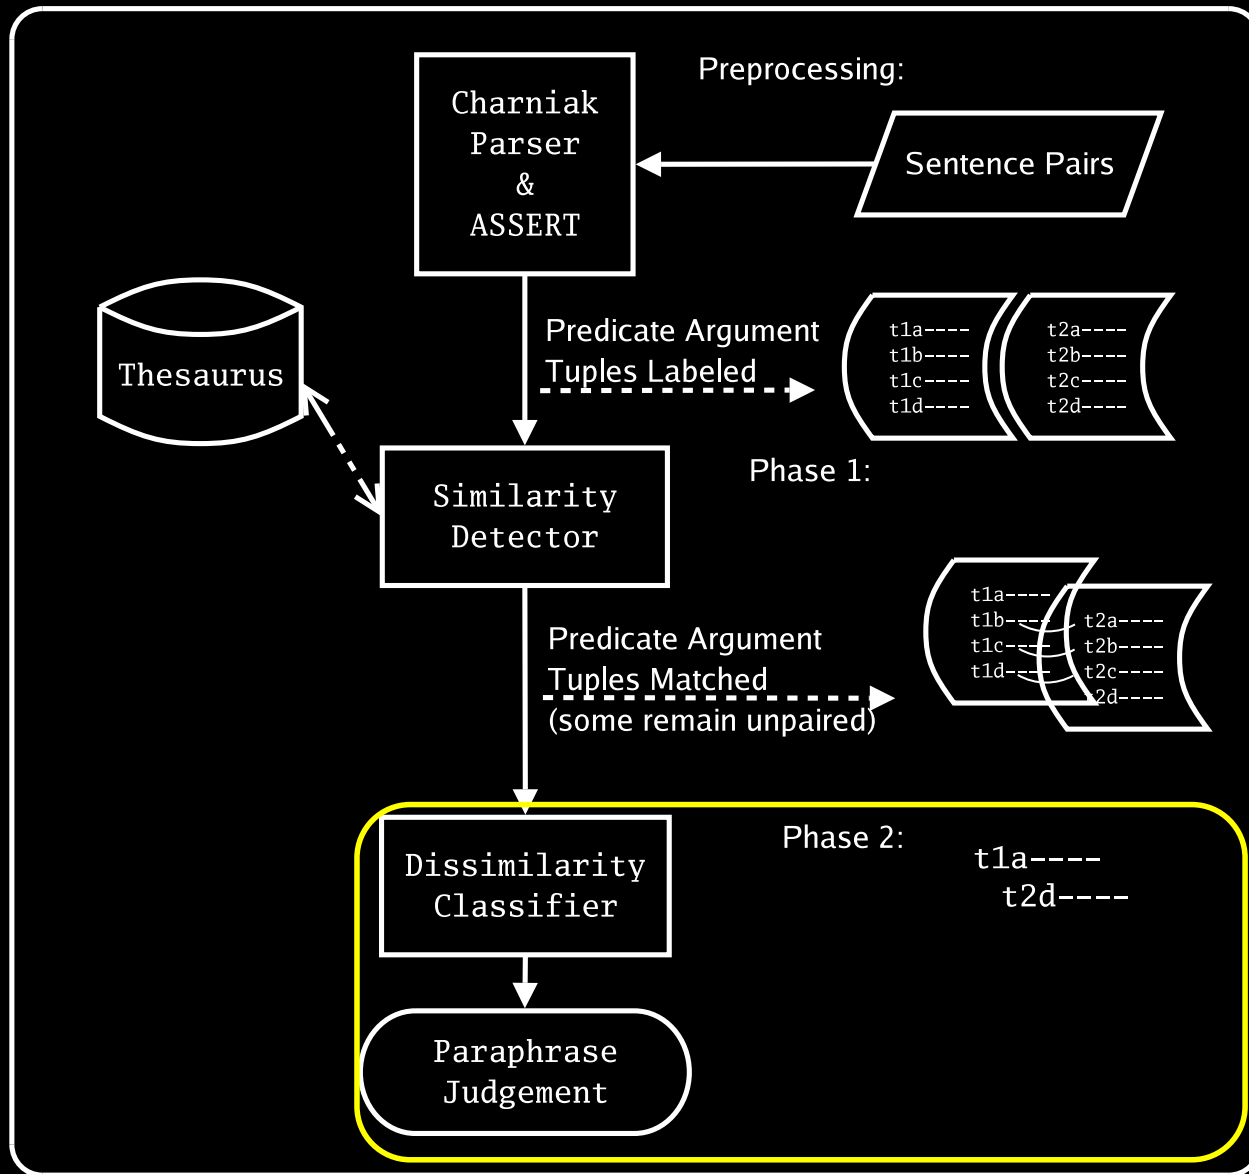 Preprocessing:
Charniak
Parser
&
ASSERT
Sentence Pairs
Thesaurus
Predicate Argument
Tuples Labeled
t1a----
t1b----
t1c----
t1d----
t2a----
t2b----
t2c----
t2d----
Phase 1:
Similarity
Detector
Predicate Argument
Tuples Matched
(some remain unpaired)
t1a----
t1b----
t1c----
t1d----
t2a----
t2b----
t2c----
t2d----
Phase 2:
Dissimilarity
Classifier
t1a----
t2d----
Paraphrase
Judgement